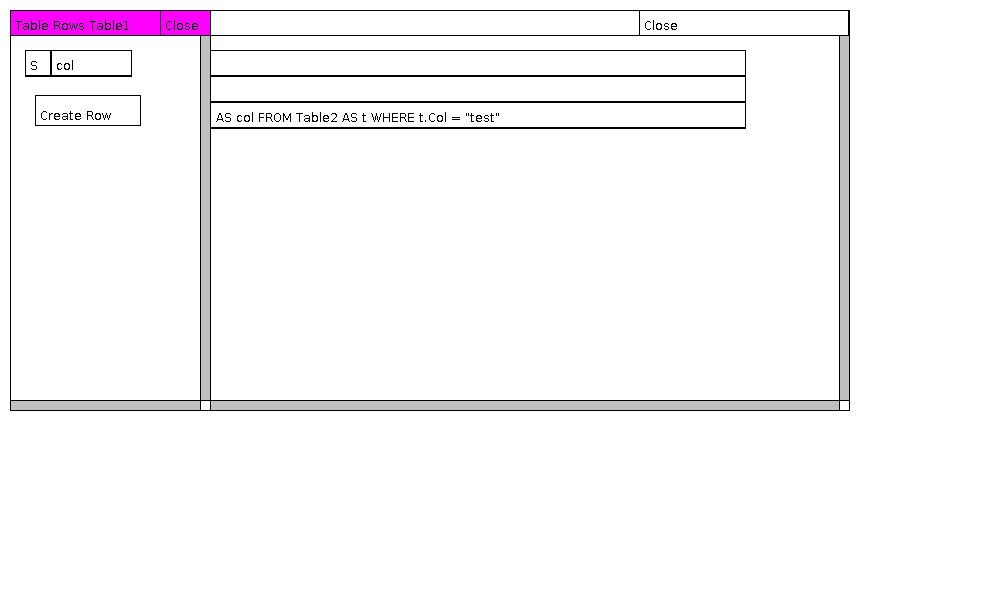 Table Rows Table1 Close Close
S col
Create Row
AS col FROM Table2 AS t WHERE t.Col = "test"